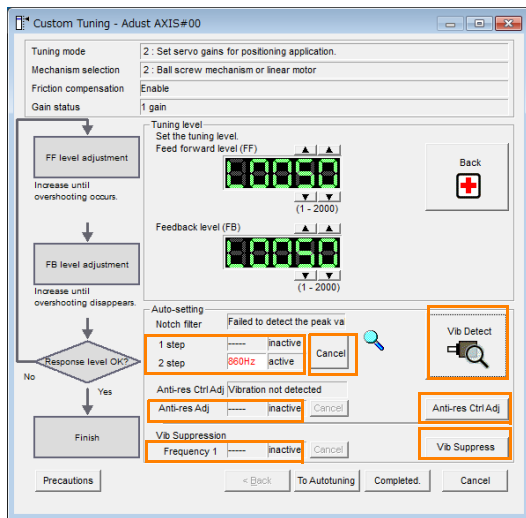 Custom Tuning - Adust AXIS#00
Tuning mode 2 : Set servo gains for positioning application.
Mechanism selection 2 : Ball screw mechanism or linear motor
Friction compensation Enable
Gain status 1 gain
FF level adjustment
Increase until
overshooting occurs.
FB level adjustment
Increase until
overshooting disappears.
Response level OK?
No
Yes
Finish
Tuning level
Set the tuning level.
Feed forward level (FF)
L0050
(1 - 2000)
Feedback level (FB)
(1 - 2000)
Back
Auto-setting
Notch filter Failed to detect the peak va
1 step ----- inactive
2 step 860Hz active
Cancel
Vib Detect
Anti-res Ctrl Adj Vibration not detected
Anti-res Adj ----- inactive Cancel
Anti-res Ctrl Adj
Vib Suppression
Frequency 1 ----- inactive Cancel
Vib Suppress
Precautions
< Back
To Autotuning
Completed.
Cancel